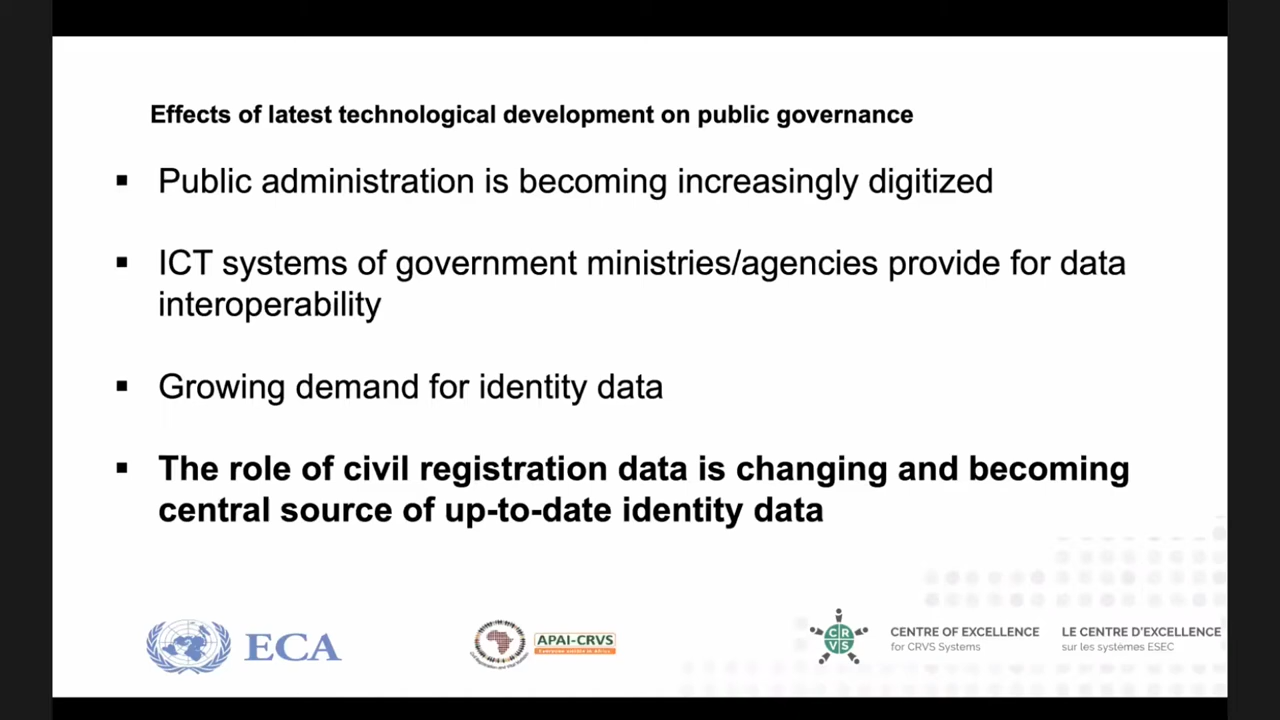 Effects of latest technological development on public governance
▪ Public administration is becoming increasingly digitized
▪ ICT systems of government ministries/agencies provide for data
interoperability
▪ Growing demand for identity data
▪ The role of civil registration data is changing and becoming
central source of up-to-date identity data
ECA
APAI-CRVS
CRVS
CENTRE OF EXCELLENCE
for CRVS Systems
LE CENTRE D'EXCELLENCE
sur les systèmes ESEC